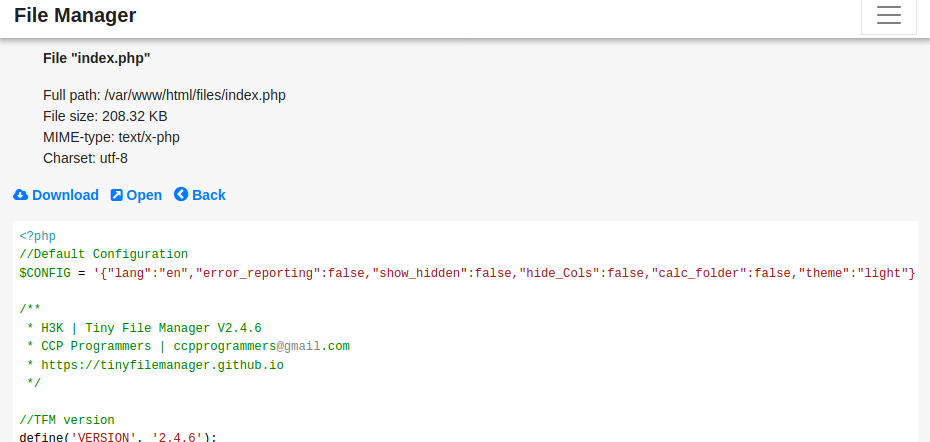 File Manager
File "index.php"
Full path: /var/www/html/files/index.php
File size: 208.32 KB
MIME-type: text/x-php
Charset: utf-8
Download Open Back
<?php
//Default Configuration
$CONFIG = '{"lang":"en","error_reporting":false,"show_hidden":false,"hide_Cols":false,"calc_folder":false,"theme":"light"}
/**
 * H3K | Tiny File Manager V2.4.6
 * CCP Programmers | ccpprogrammers@gmail.com
 * https://tinyfilemanager.github.io
 */
//TFM version
define('VERSION', '2.4.6');